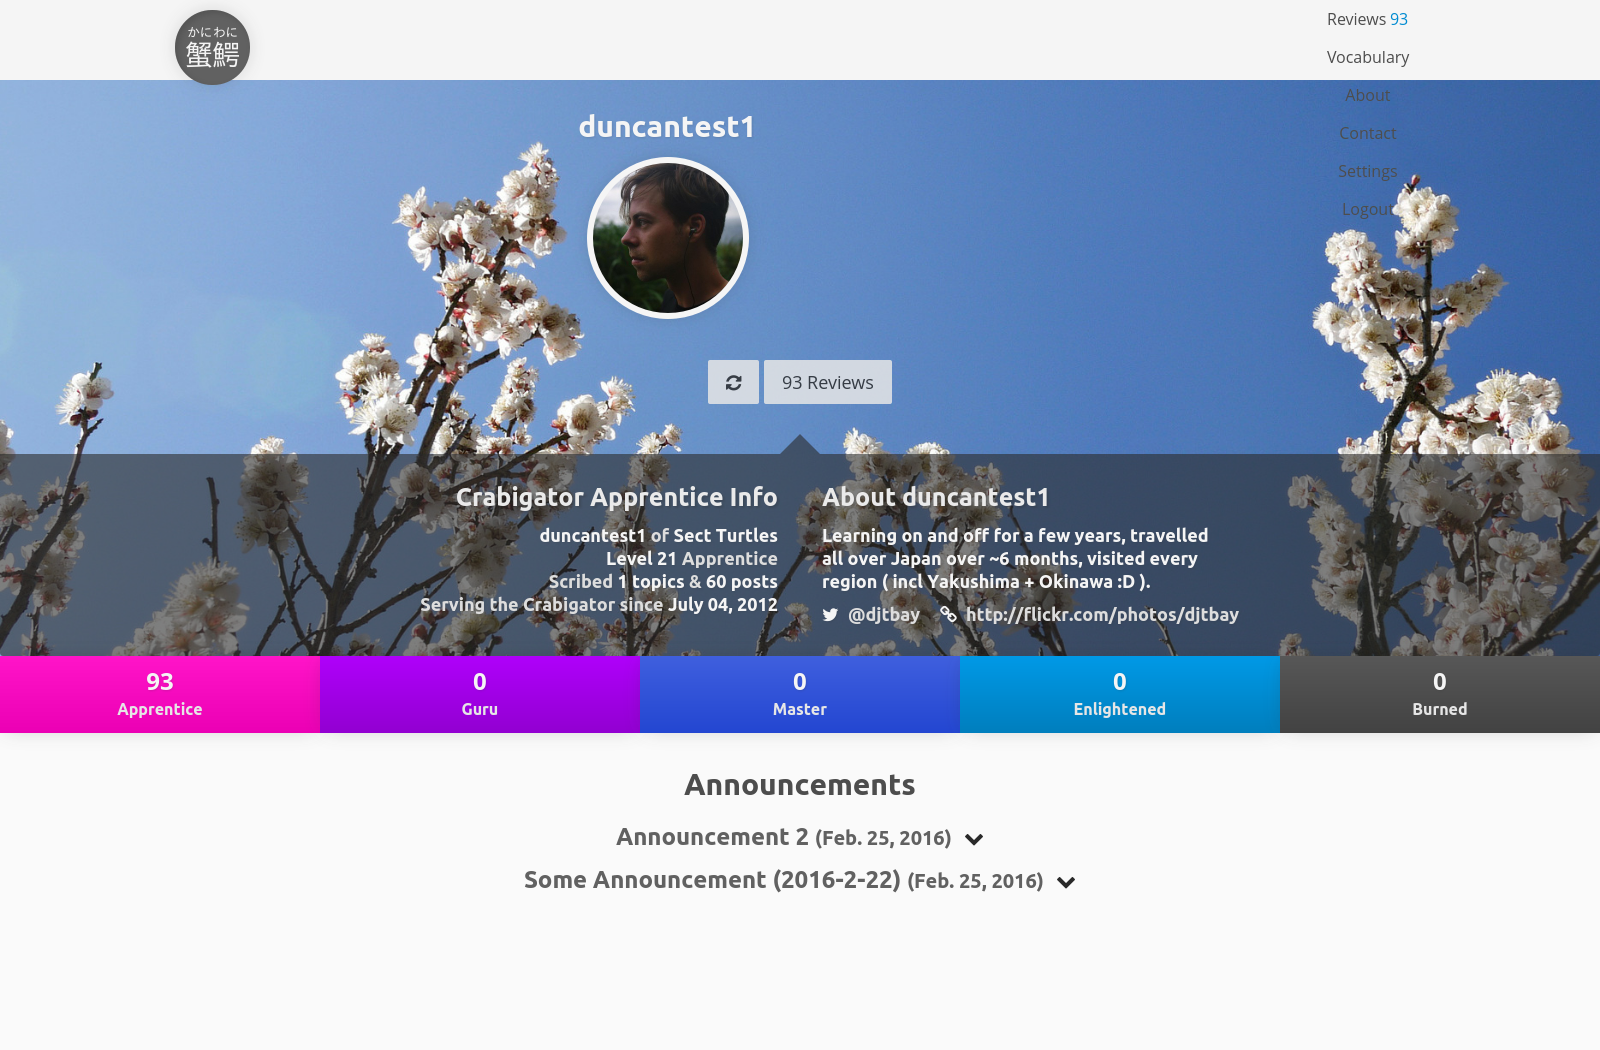 かにわに
蟹鰐
Reviews 93
Vocabulary
About
Contact
Settings
Logout
duncantest1
93 Reviews
Crabigator Apprentice Info
duncantest1 of Sect Turtles
Level 21 Apprentice
Scribed 1 topics & 60 posts
Serving the Crabigator since July 04, 2012
About duncantest1
Learning on and off for a few years, travelled
all over Japan over ~6 months, visited every
region ( incl Yakushima + Okinawa :D ).
@djtbay http://flickr.com/photos/djtbay
93
Apprentice
0
Guru
0
Master
0
Enlightened
0
Burned
Announcements
Announcement 2 (Feb. 25, 2016)
Some Announcement (2016-2-22) (Feb. 25, 2016)